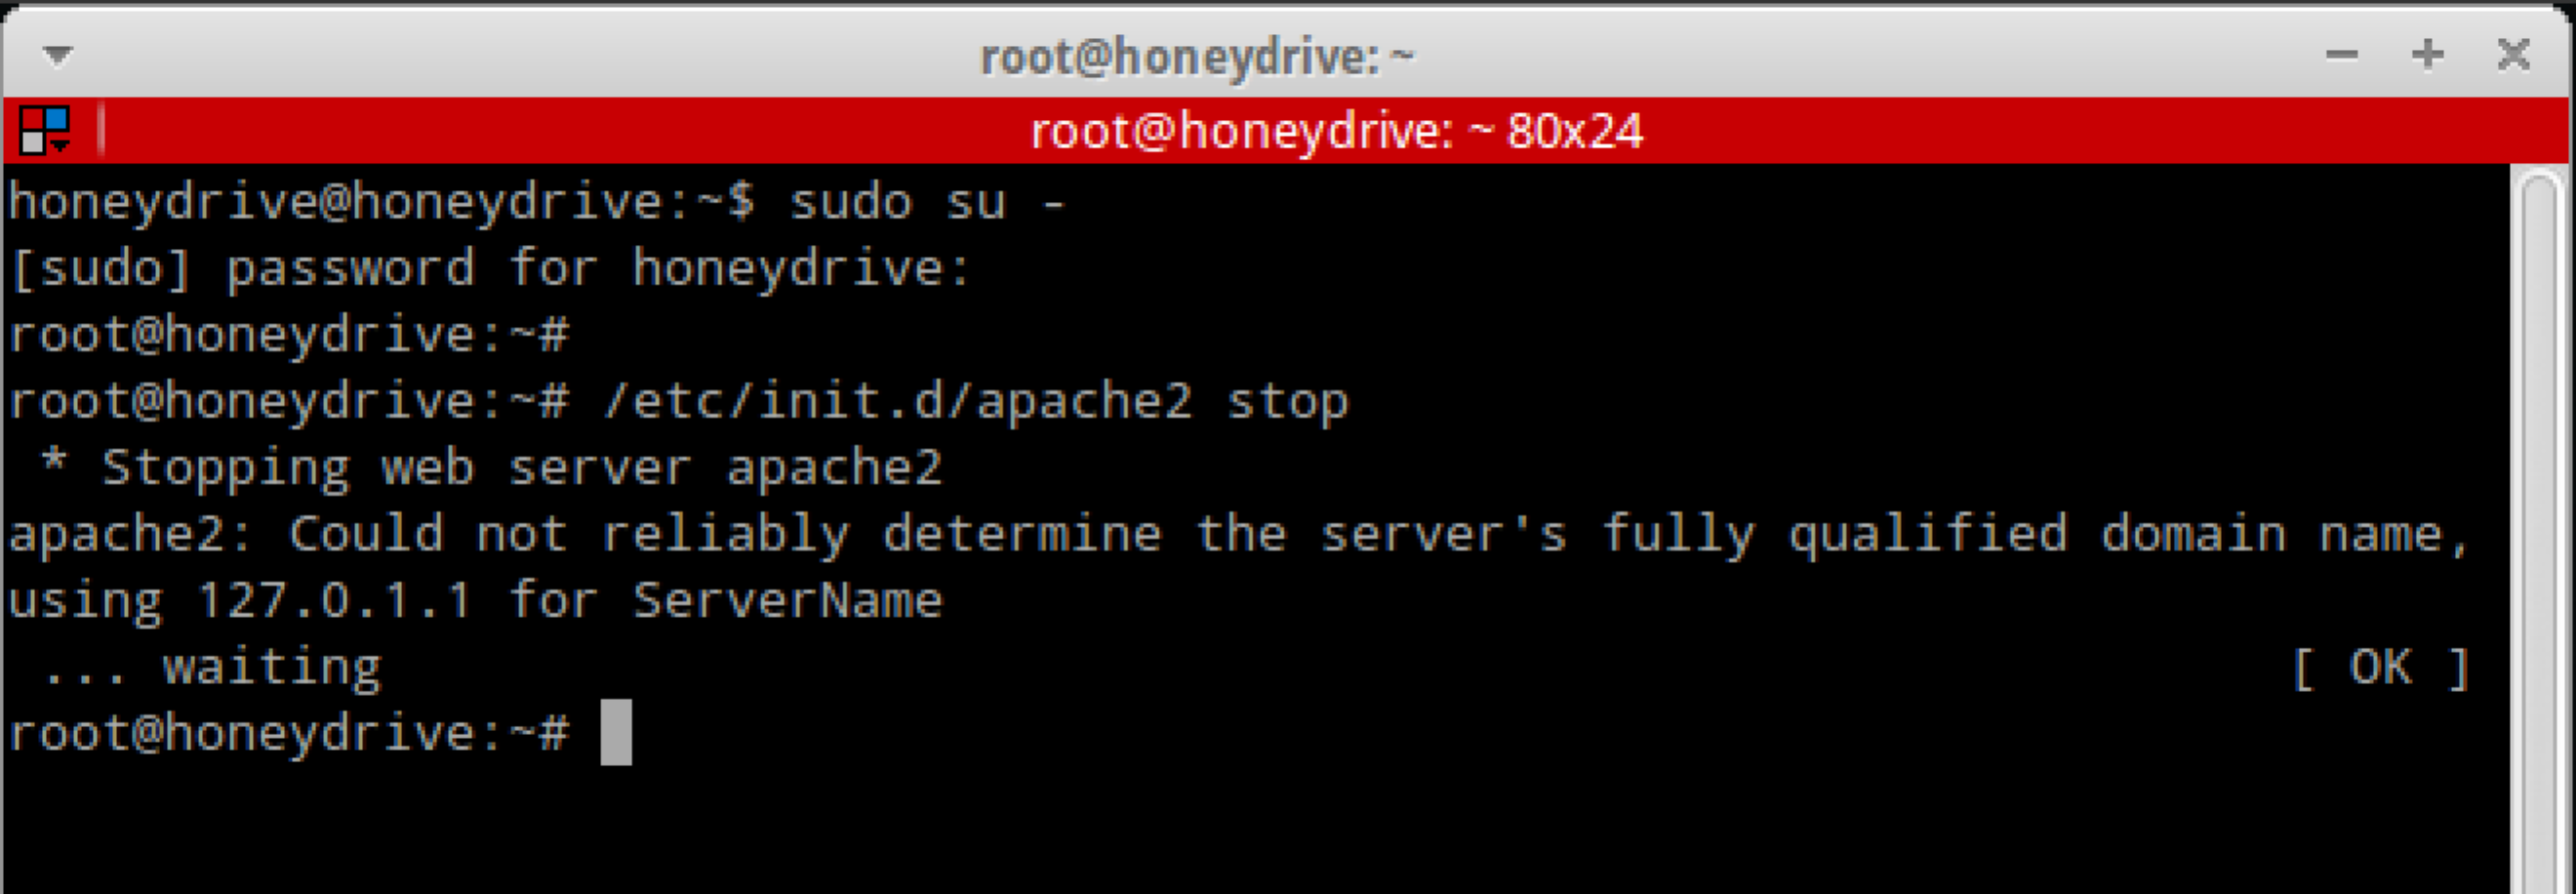 root@honeydrive: ~
root@honeydrive: ~ 80x24
honeydrive@honeydrive:~$ sudo su -
[sudo] password for honeydrive:
root@honeydrive:~#
root@honeydrive:~# /etc/init.d/apache2 stop
 * Stopping web server apache2
apache2: Could not reliably determine the server's fully qualified domain name,
using 127.0.1.1 for ServerName
 ... waiting [ OK ]
root@honeydrive:~#